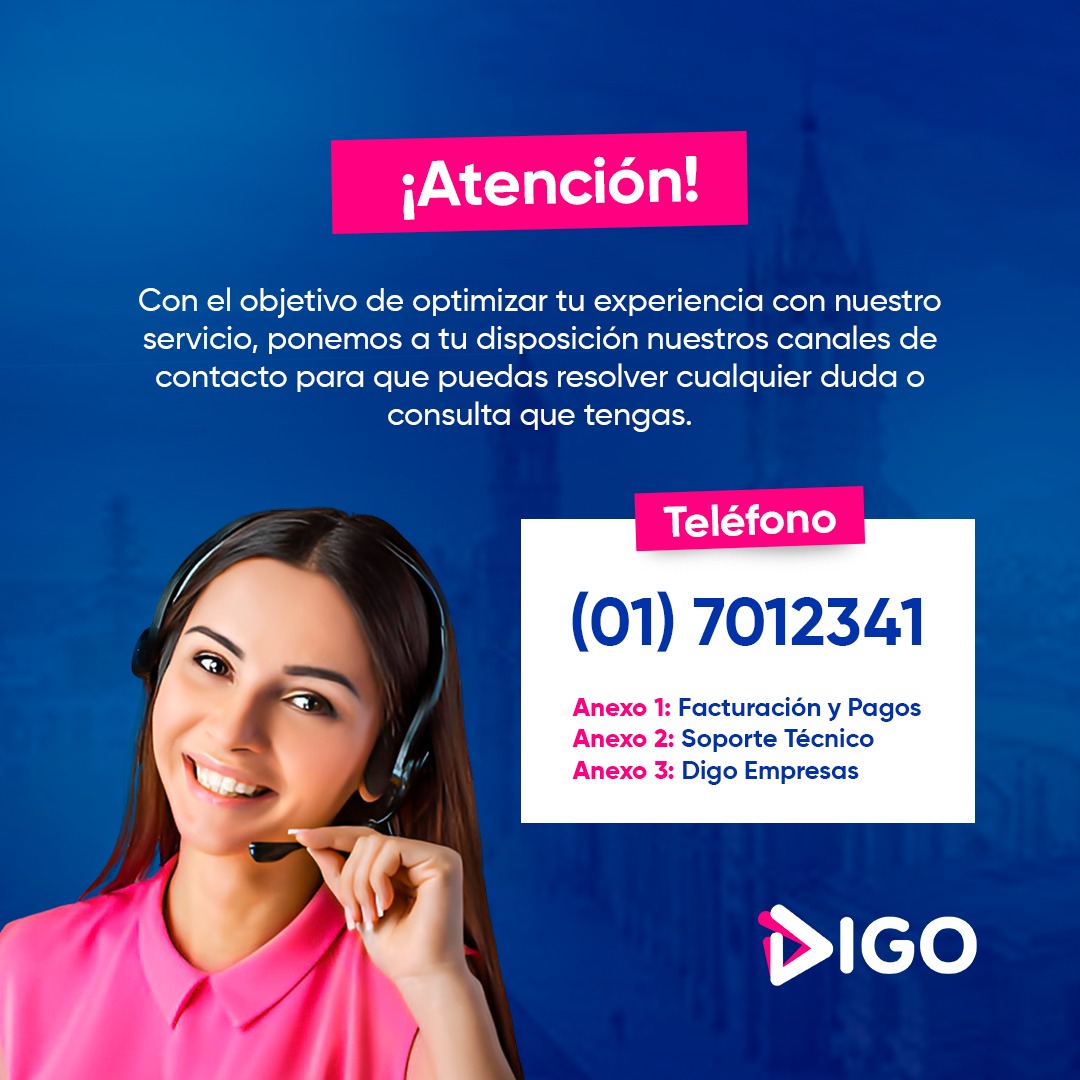 ¡Atención!
Con el objetivo de optimizar tu experiencia con nuestro
servicio, ponemos a tu disposición nuestros canales de
contacto para que puedas resolver cualquier duda o
consulta que tengas.
Teléfono
(01) 7012341
Anexo 1: Facturación y Pagos
Anexo 2: Soporte Técnico
Anexo 3: Digo Empresas
DIGO